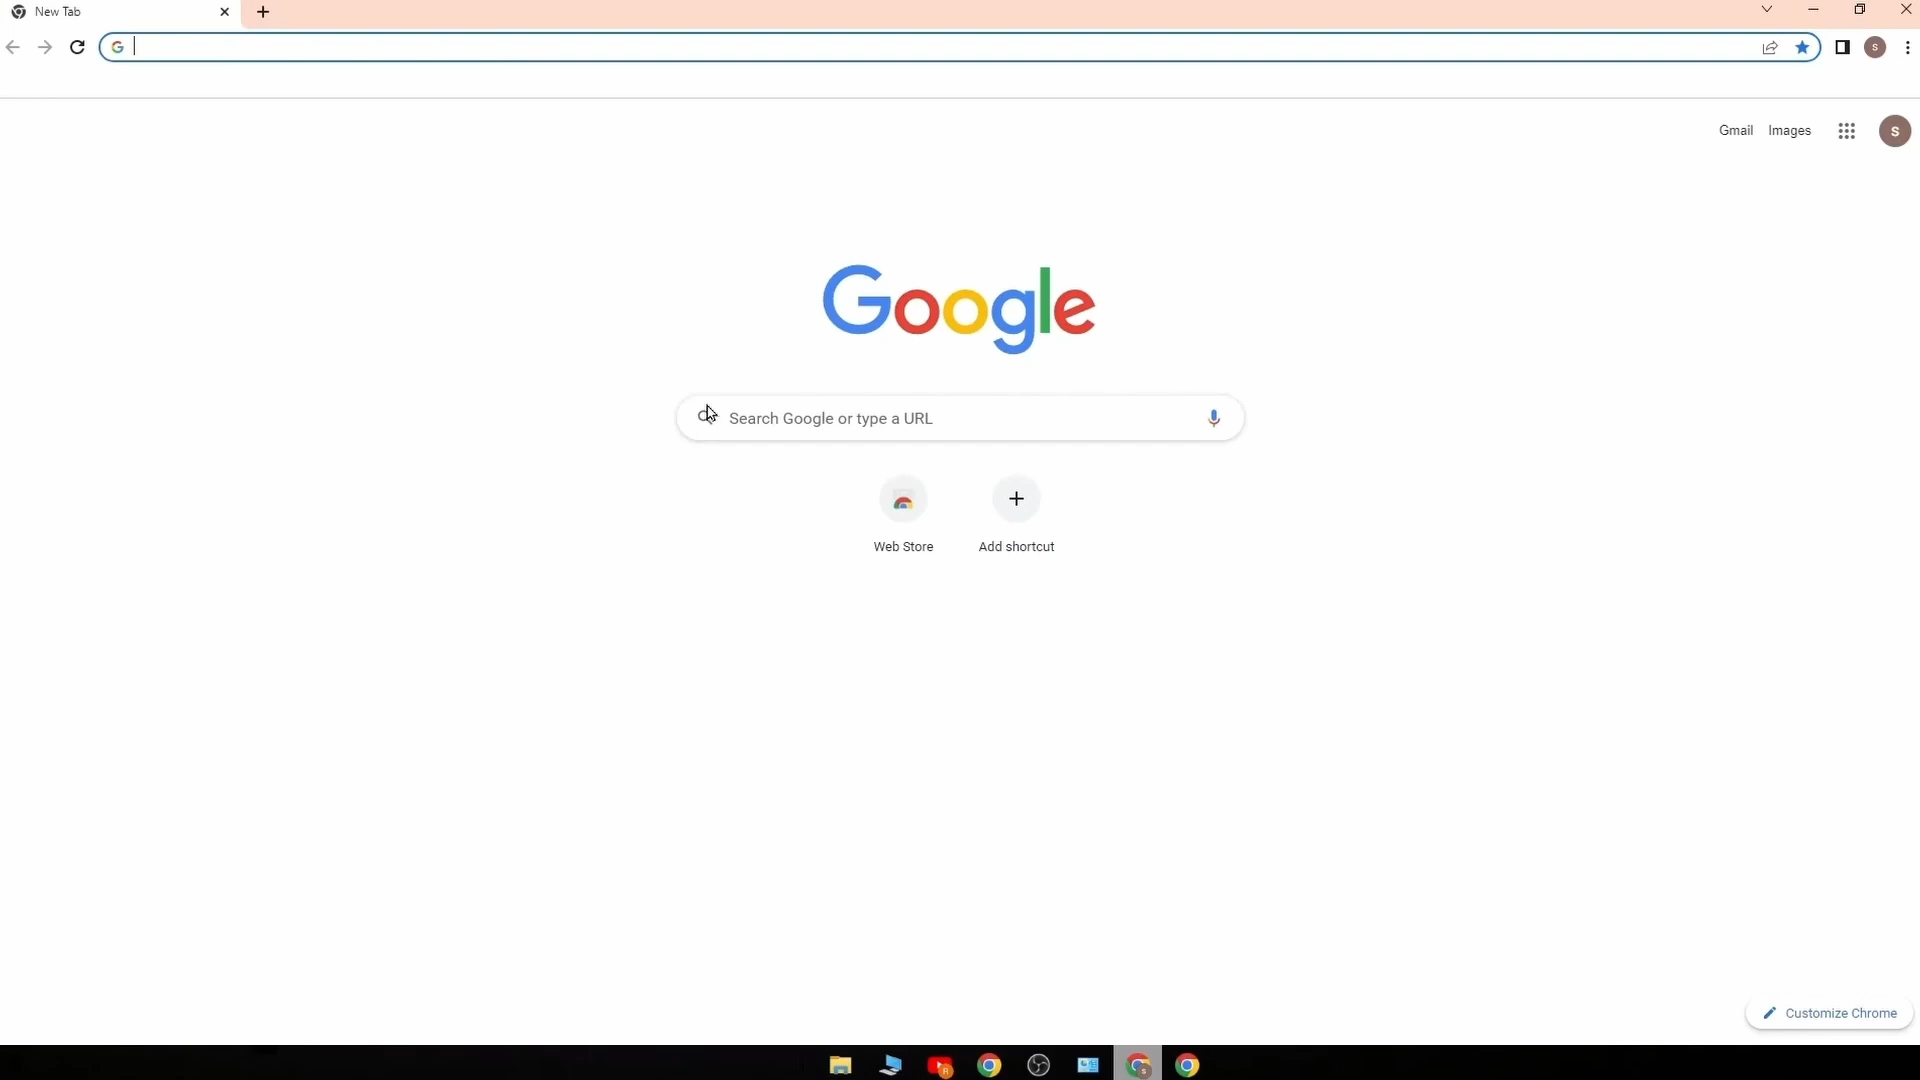 New Tab
Gmail Images
S
S
Google
Search Google or type a URL
Web Store
Add shortcut
Customize Chrome